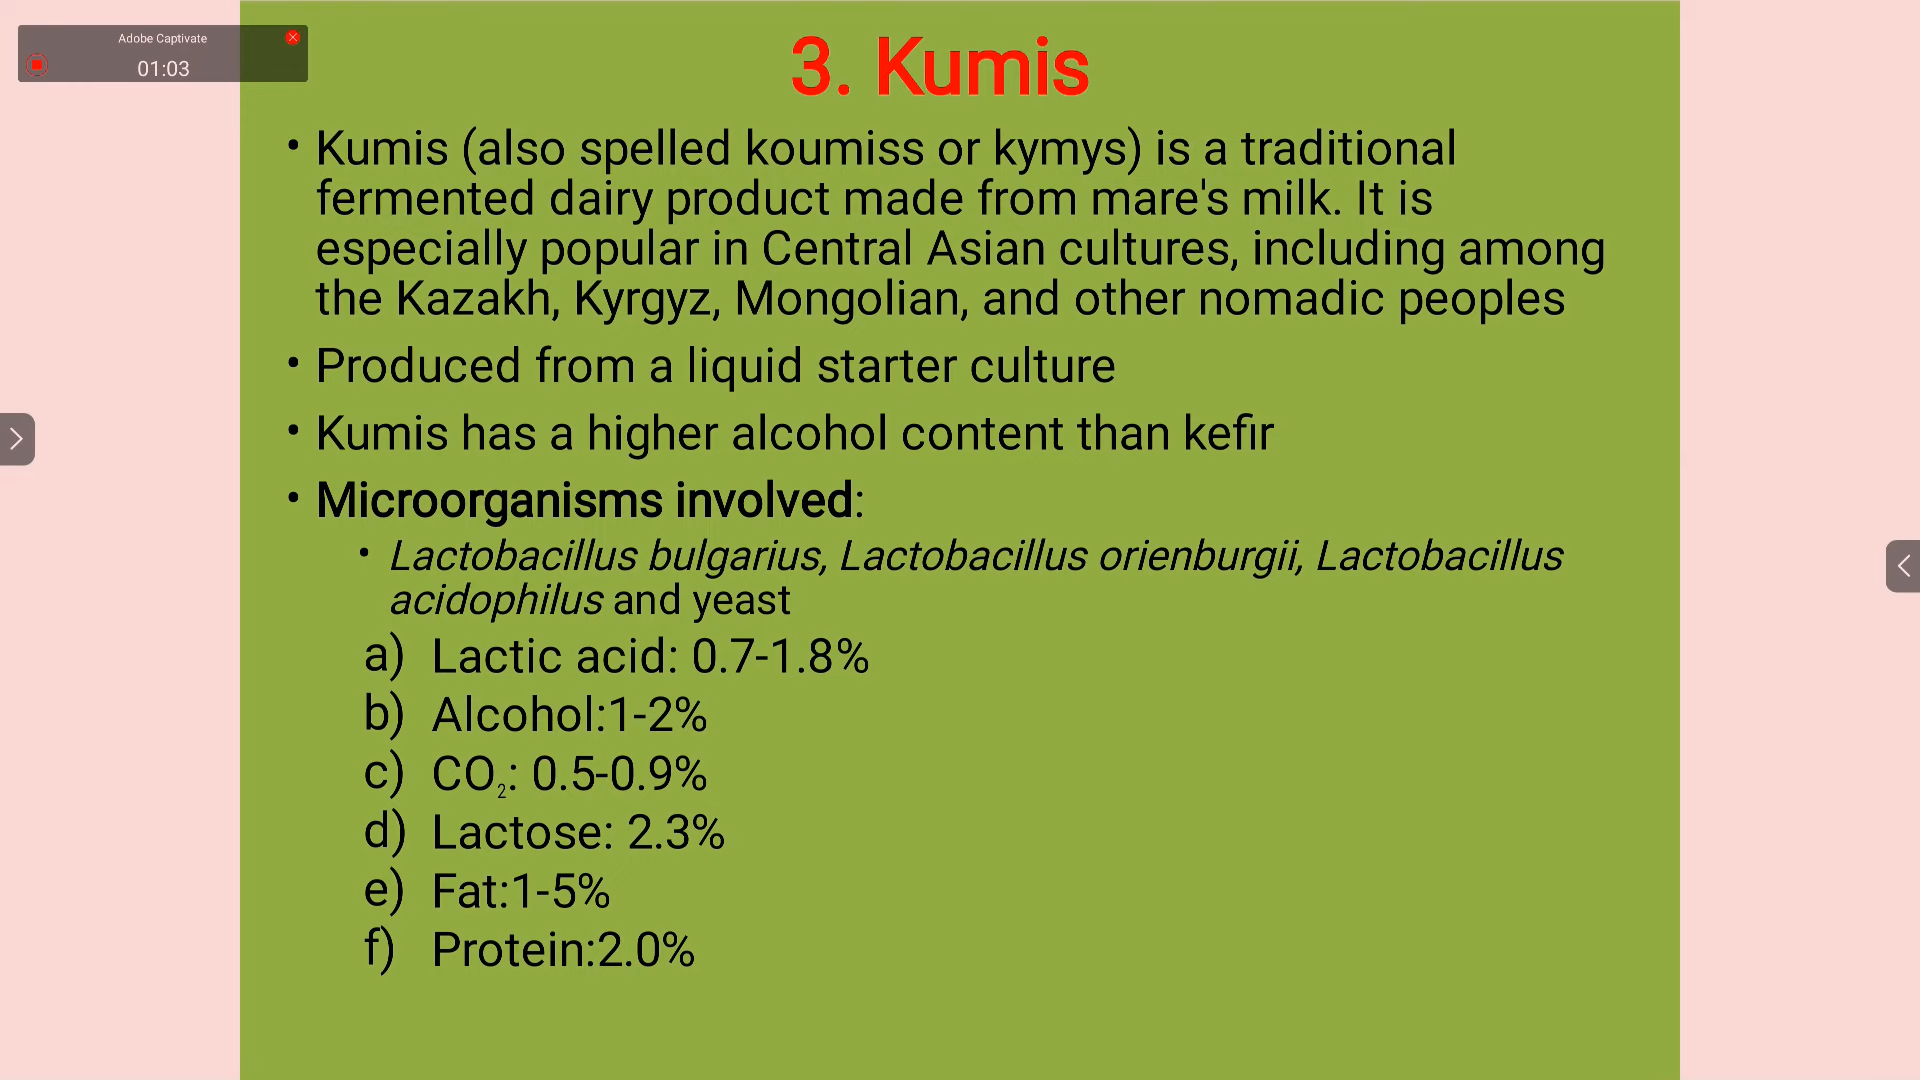 Adobe Captivate
01:03
3. Kumis
• Kumis (also spelled koumiss or kymys) is a traditional
fermented dairy product made from mare's milk. It is
especially popular in Central Asian cultures, including among
the Kazakh, Kyrgyz, Mongolian, and other nomadic peoples
• Produced from a liquid starter culture
• Kumis has a higher alcohol content than kefir
• Microorganisms involved:
• Lactobacillus bulgarius, Lactobacillus orienburgii, Lactobacillus
acidophilus and yeast
a) Lactic acid: 0.7-1.8%
b) Alcohol:1-2%
c) CO₂: 0.5-0.9%
d) Lactose: 2.3%
e) Fat:1-5%
f) Protein:2.0%